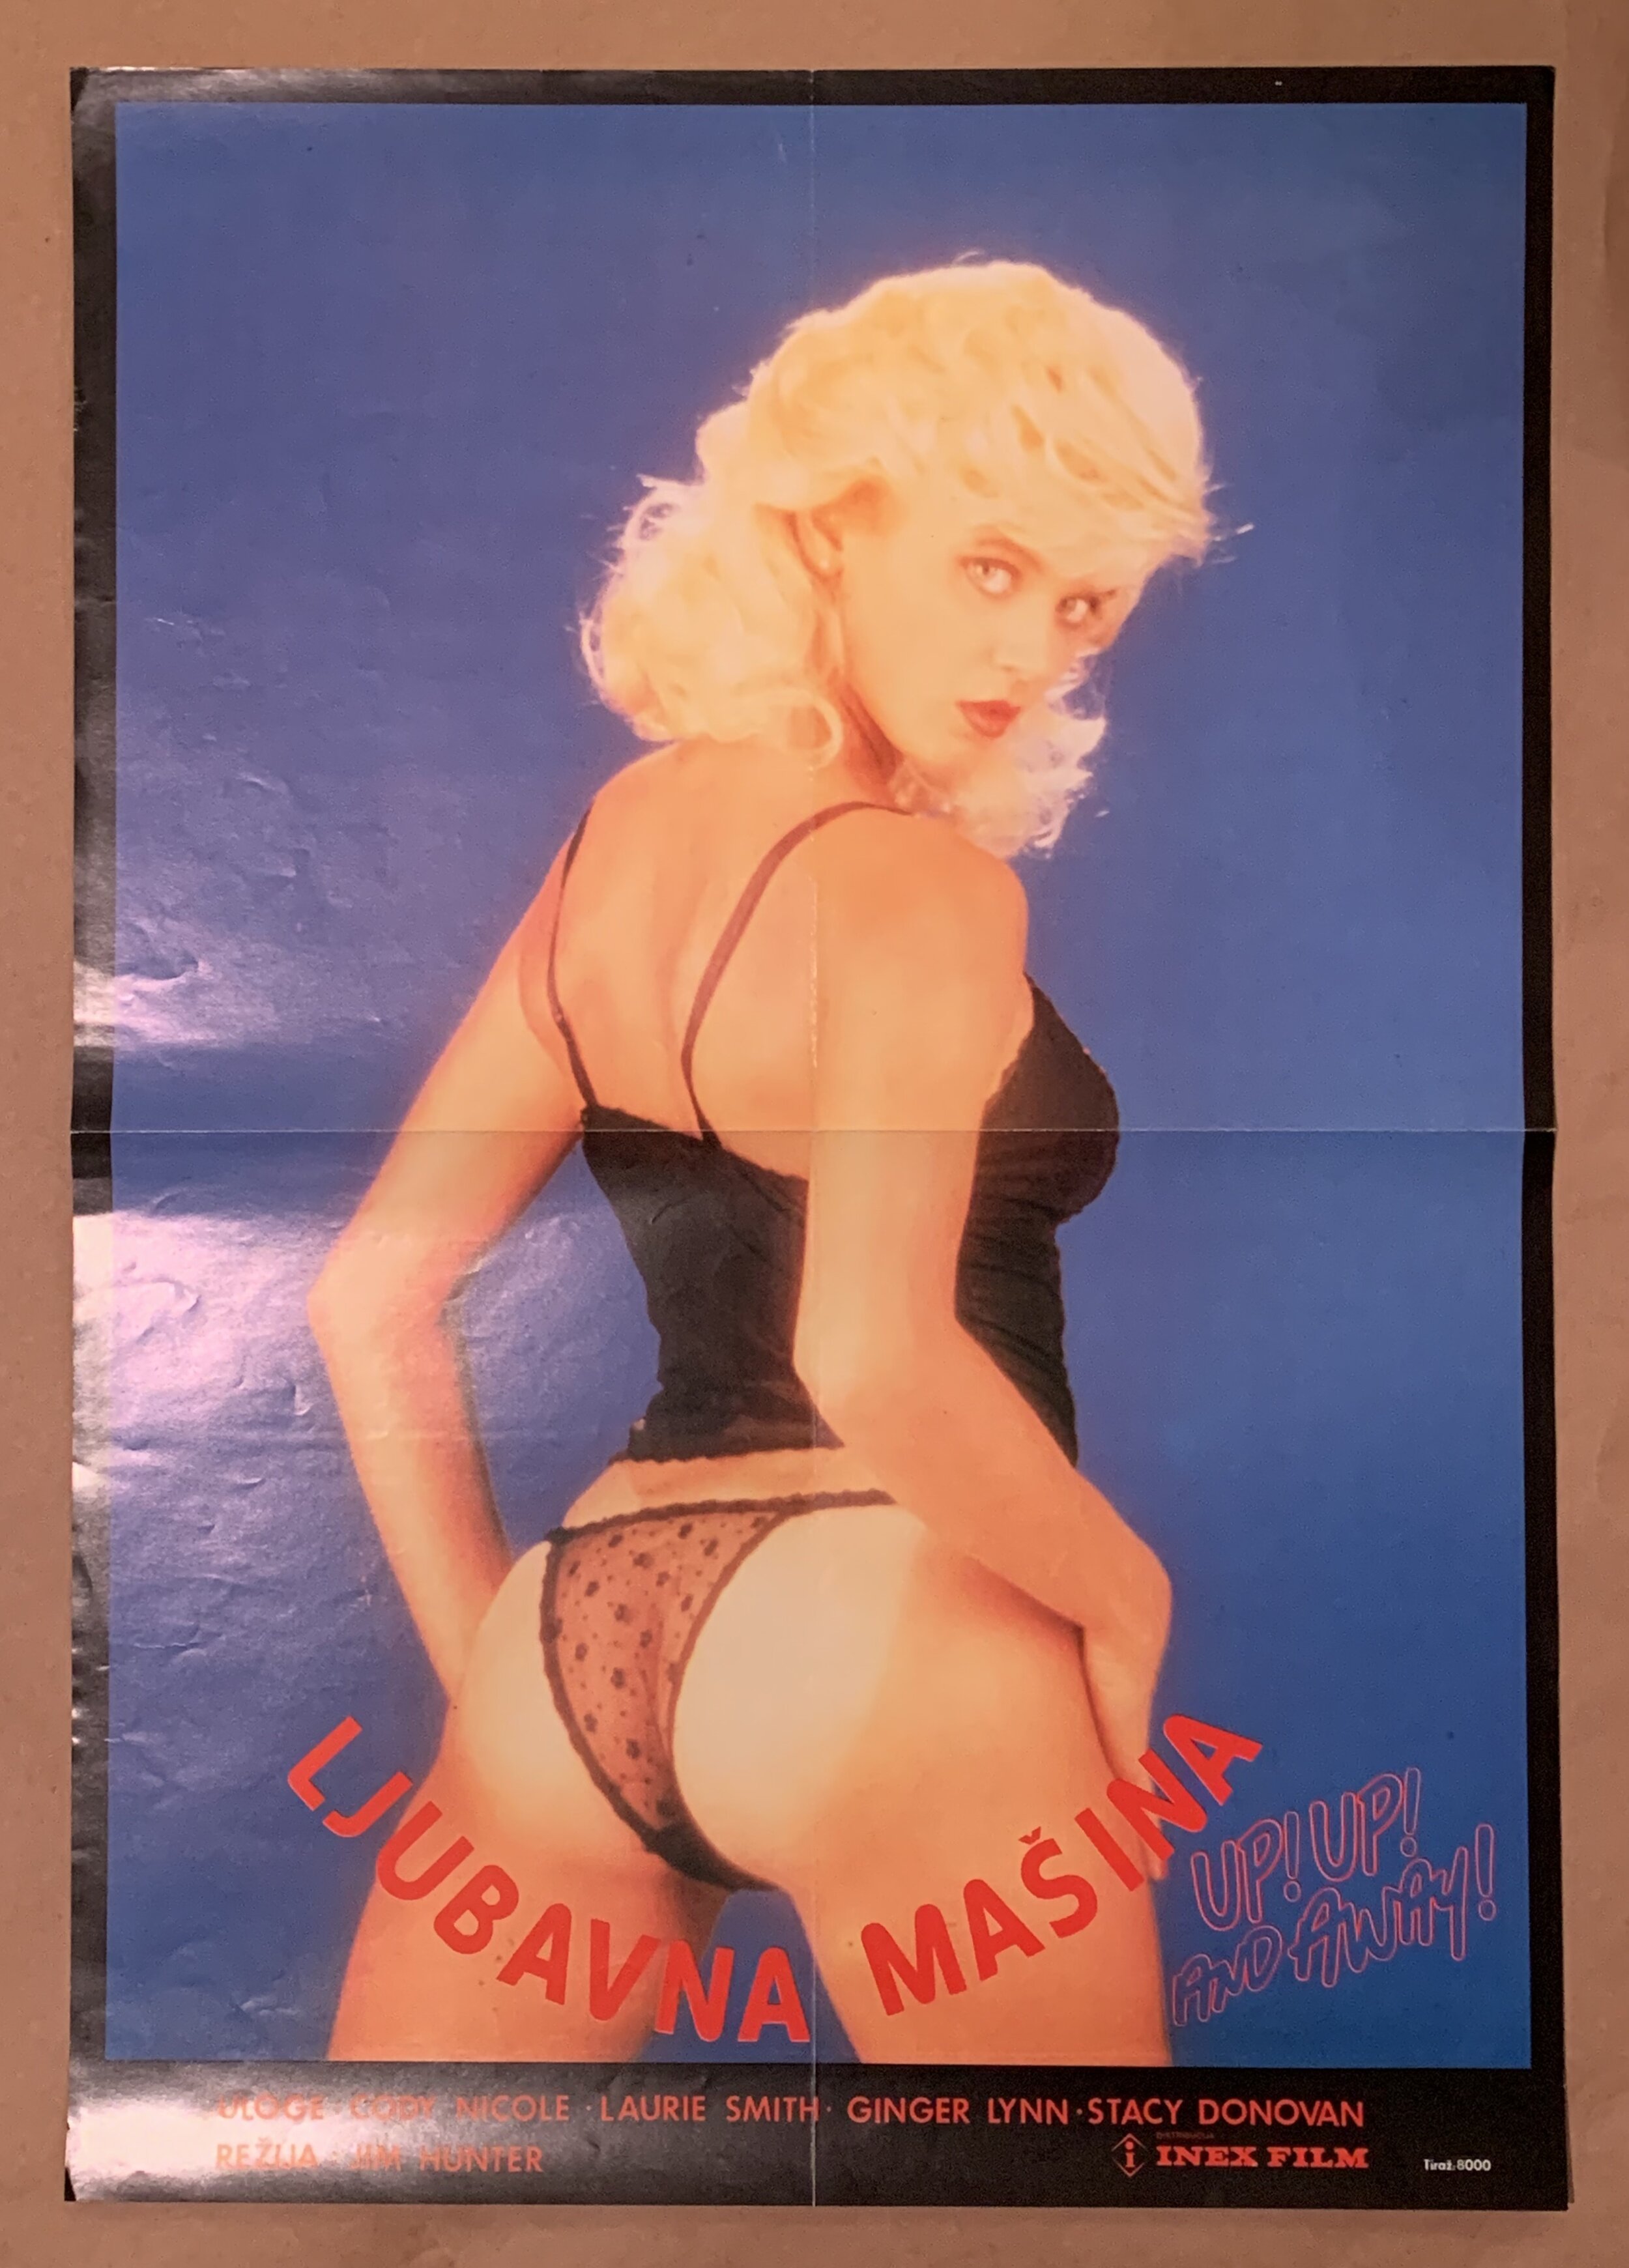 LJUBAVNA MAŠINA
UP! UP!
AND AWAY!
ULOGE · CODY NICOLE · LAURIE SMITH · GINGER LYNN · STACY DONOVAN
REŽIJA · JIM HUNTER
DISTRIBUCIJA
INEX FILM
Tiraž: 8000